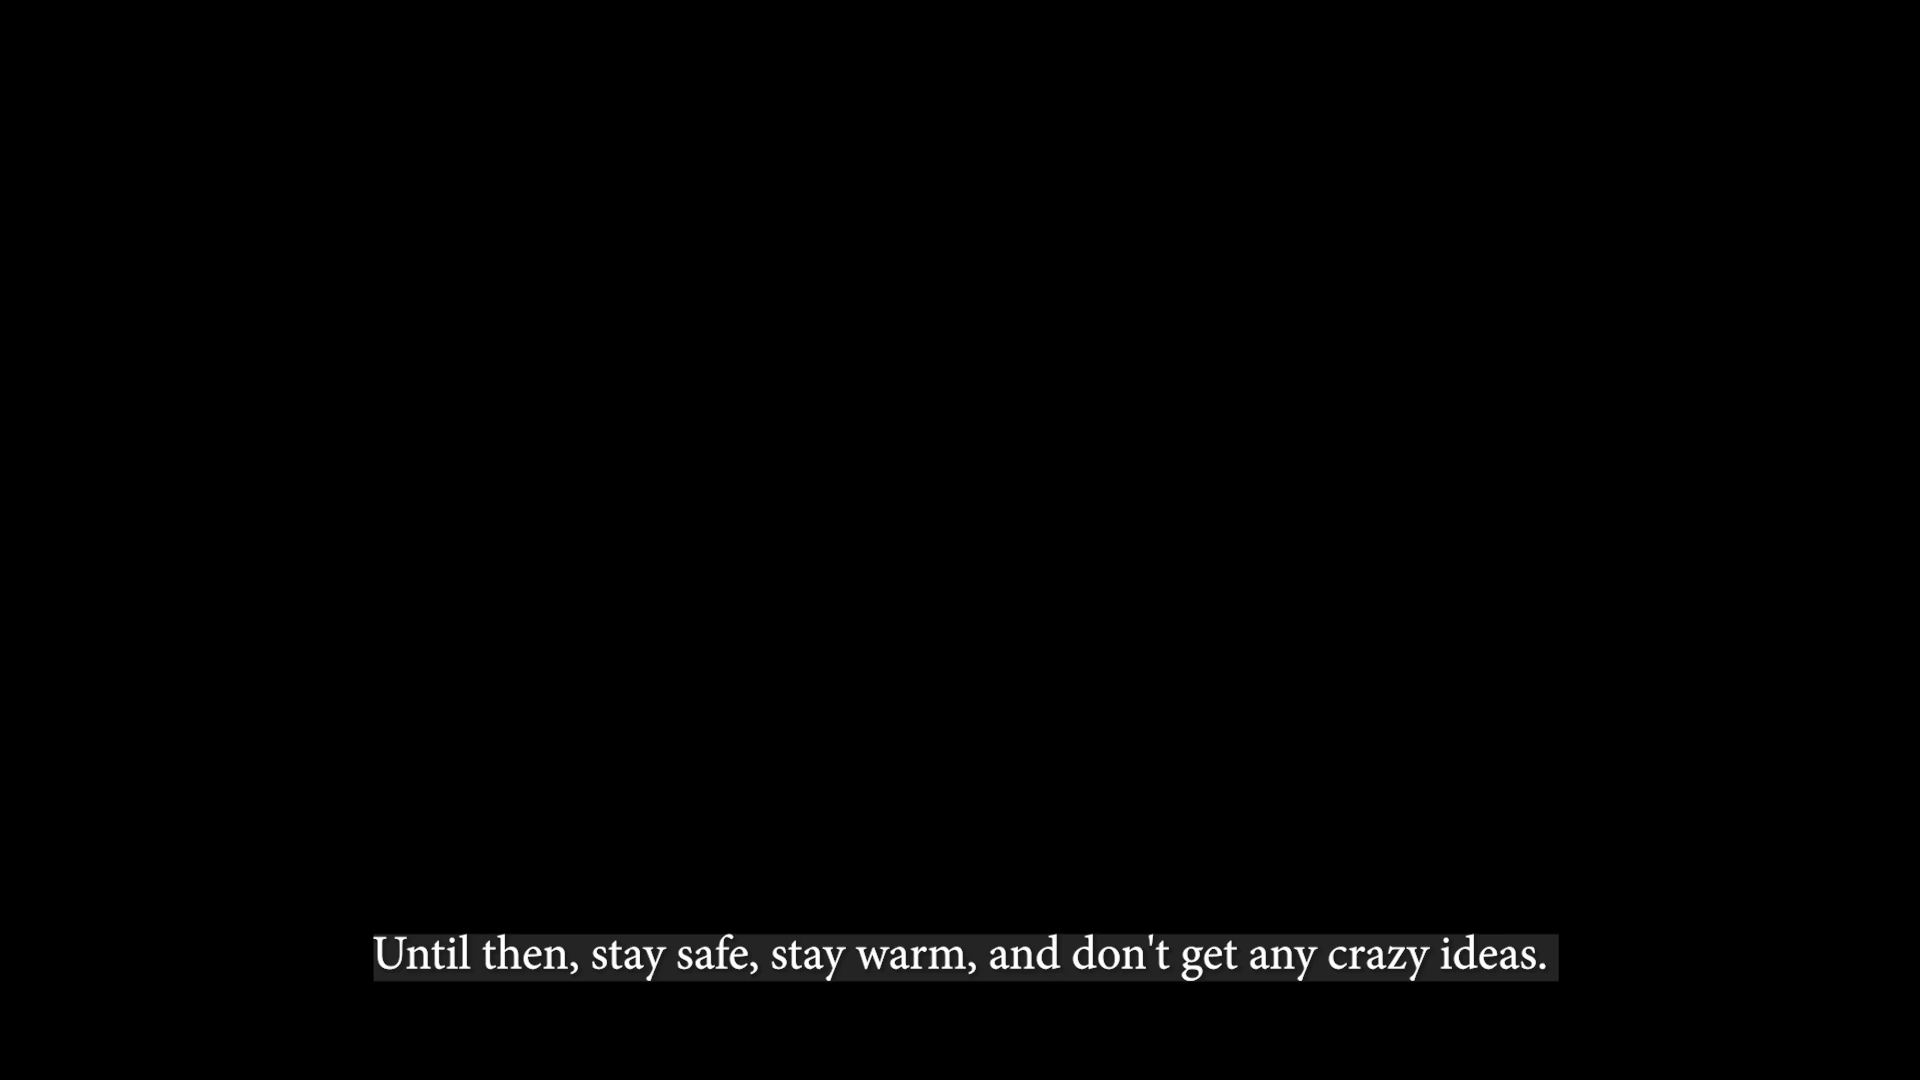 Until then, stay safe, stay warm, and don't get any crazy ideas.